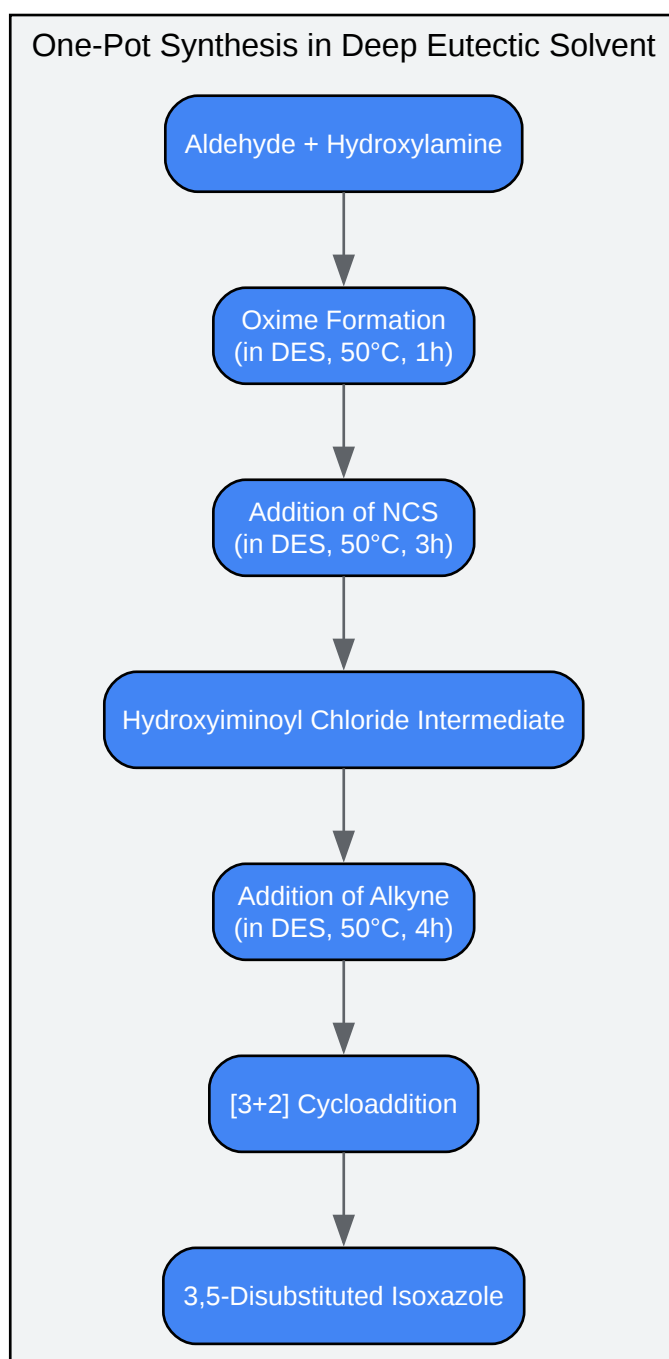 One-Pot Synthesis in Deep Eutectic Solvent
Aldehyde + Hydroxylamine
Oxime Formation
(in DES, 50°C, 1h)
Addition of NCS
(in DES, 50°C, 3h)
Hydroxyiminoyl Chloride Intermediate
Addition of Alkyne
(in DES, 50°C, 4h)
[3+2] Cycloaddition
3,5-Disubstituted Isoxazole